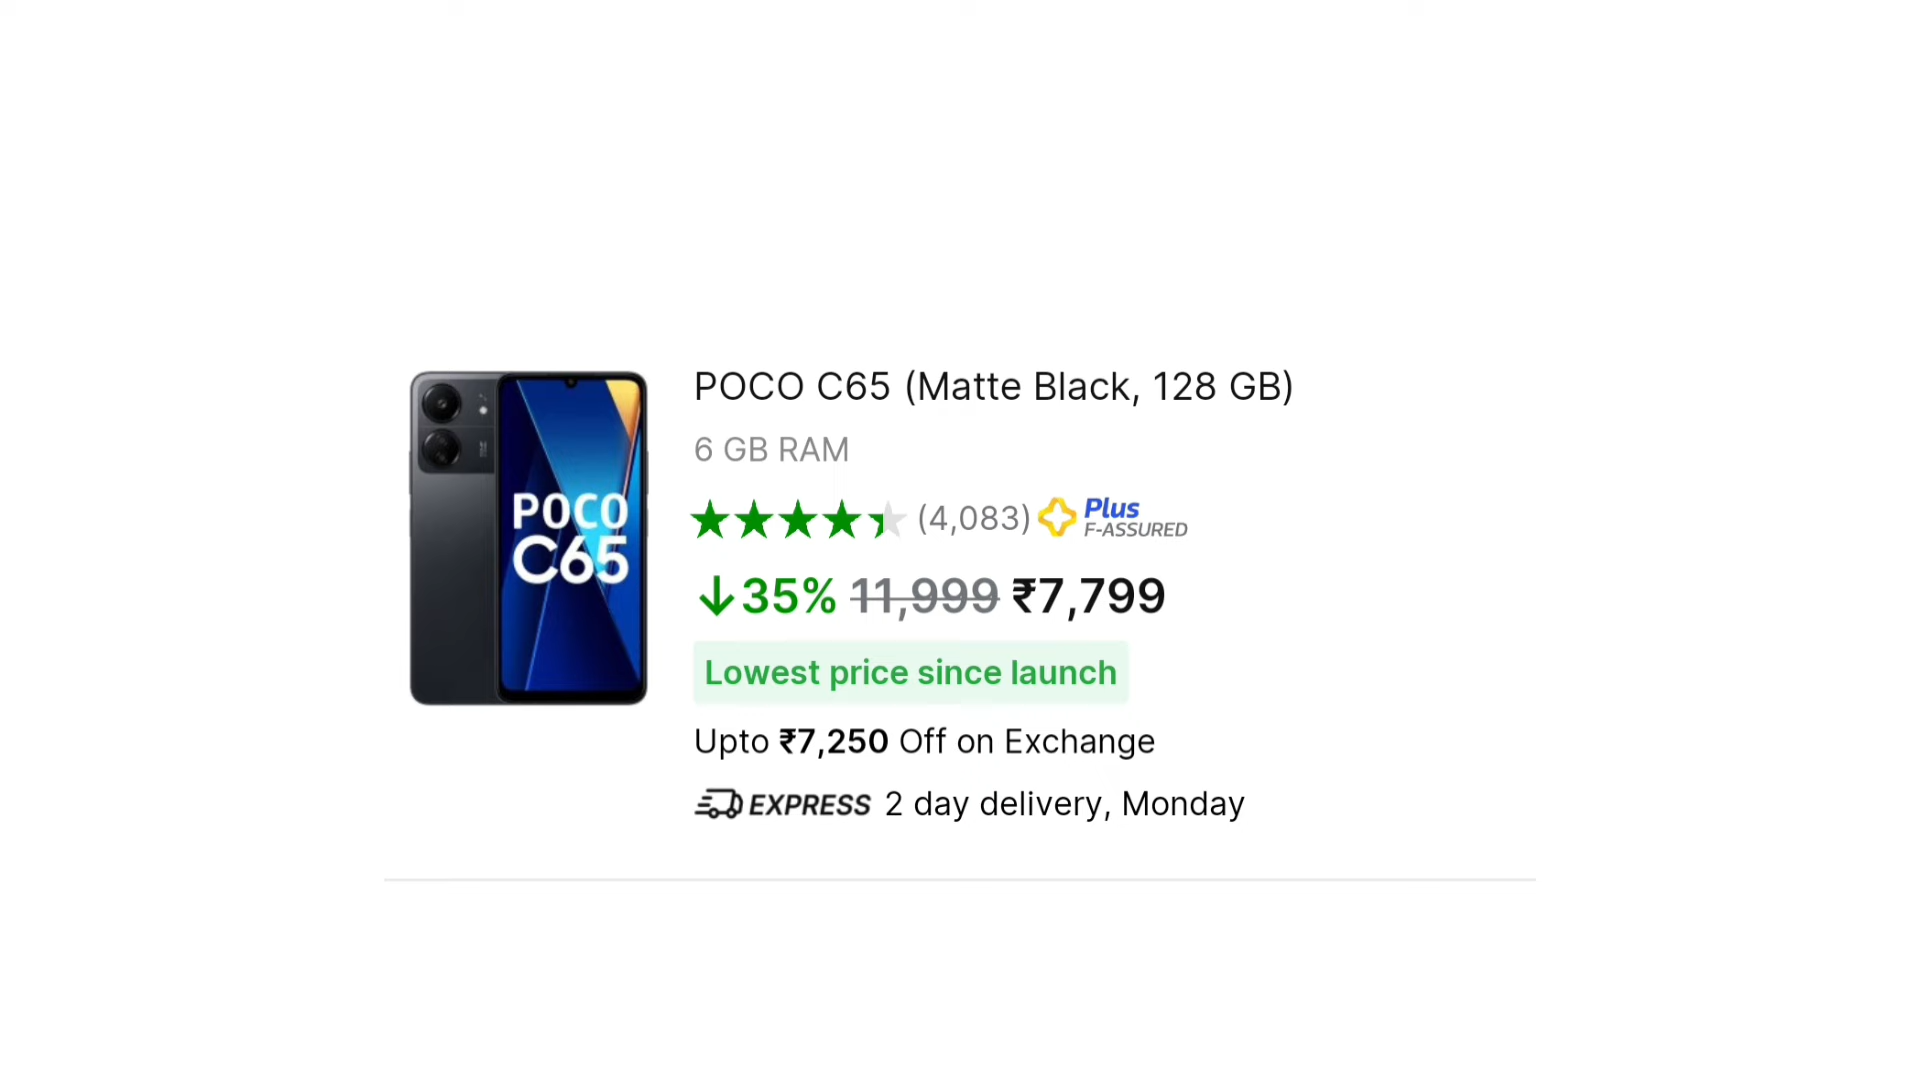 POCO
C65
POCO C65 (Matte Black, 128 GB)
6 GB RAM
(4,083) Plus
F-ASSURED
↓35% 11,999 ₹7,799
Lowest price since launch
Upto ₹7,250 Off on Exchange
EXPRESS 2 day delivery, Monday